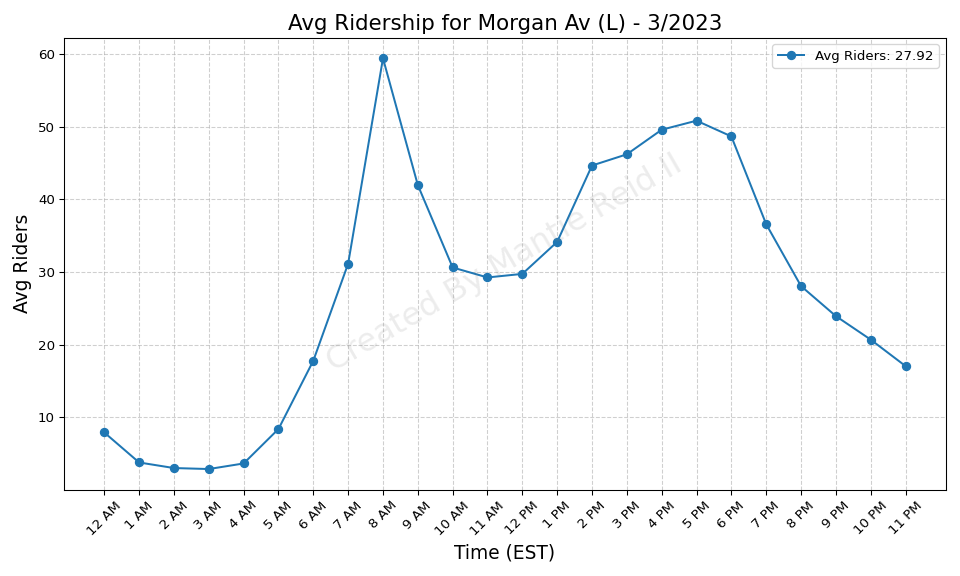 Avg Ridership for Morgan Av (L) - 3/2023
Avg Riders: 27.92
60
50
40
30
20
10
Avg Riders
Created By Mantie Reid II
12 AM
1 AM
2 AM
3 AM
4 AM
5 AM
6 AM
7 AM
8 AM
9 AM
10 AM
11 AM
12 PM
1 PM
2 PM
3 PM
4 PM
5 PM
6 PM
7 PM
8 PM
9 PM
10 PM
11 PM
Time (EST)